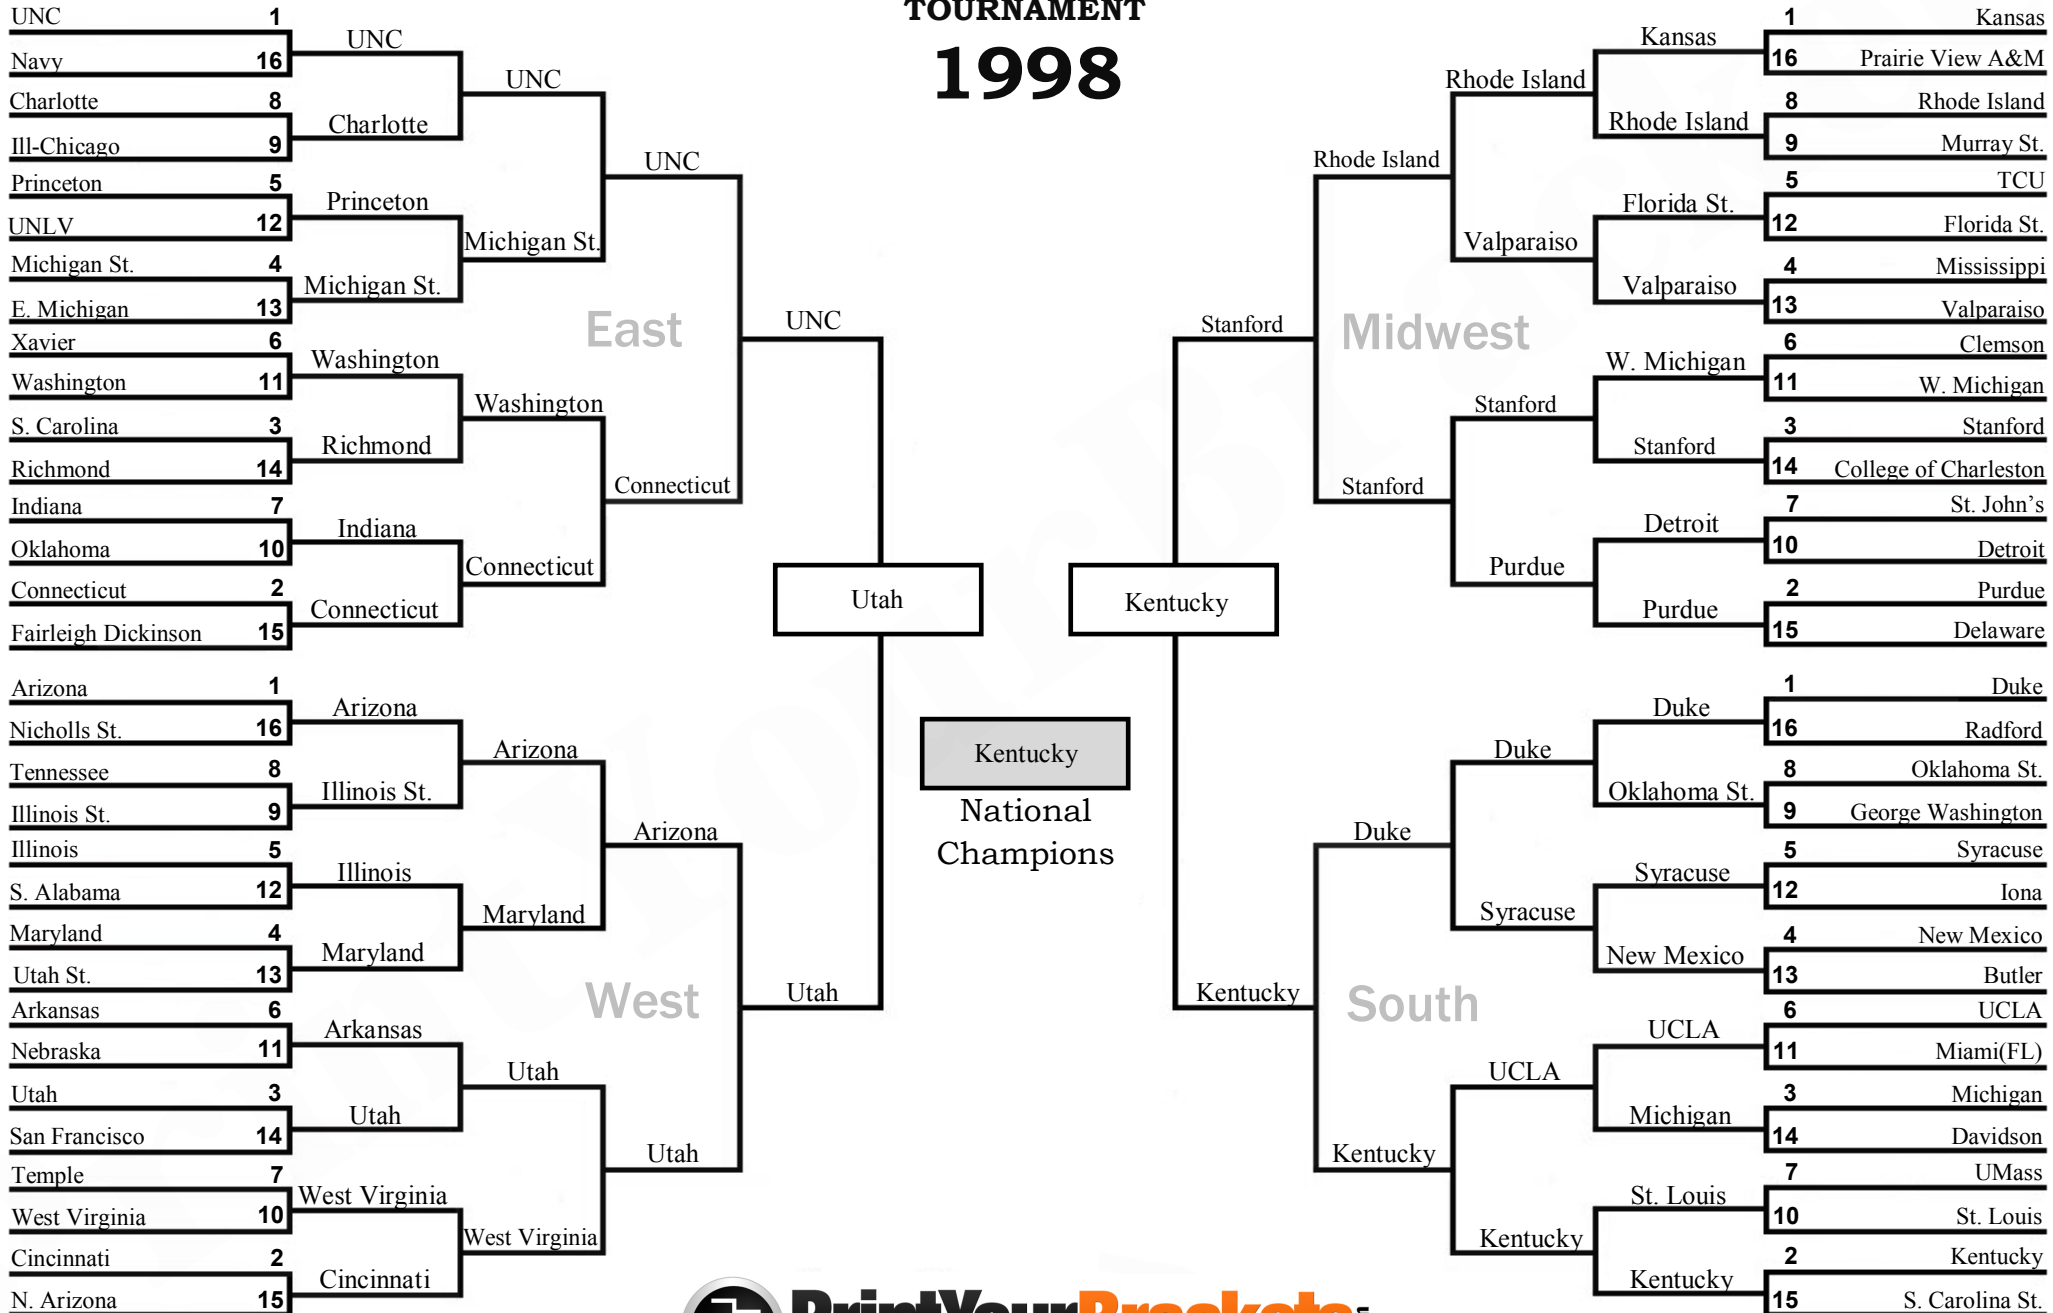 TOURNAMENT
1998
UNC 1
Navy 16
Charlotte 8
Ill-Chicago 9
Princeton 5
UNLV 12
Michigan St. 4
E. Michigan 13
Xavier 6
Washington 11
S. Carolina 3
Richmond 14
Indiana 7
Oklahoma 10
Connecticut 2
Fairleigh Dickinson 15
UNC
Charlotte
Princeton
Michigan St.
Washington
Richmond
Indiana
Connecticut
UNC
Michigan St.
Washington
Connecticut
UNC
Connecticut
East
UNC
Arizona 1
Nicholls St. 16
Tennessee 8
Illinois St. 9
Illinois 5
S. Alabama 12
Maryland 4
Utah St. 13
Arkansas 6
Nebraska 11
Utah 3
San Francisco 14
Temple 7
West Virginia 10
Cincinnati 2
N. Arizona 15
Arizona
Illinois St.
Illinois
Maryland
Arkansas
Utah
West Virginia
Cincinnati
Arizona
Maryland
Utah
West Virginia
Arizona
Utah
West
Utah
Utah
Kentucky
Kentucky
National
Champions
Stanford
Midwest
Rhode Island
Stanford
Rhode Island
Valparaiso
Stanford
Purdue
Kansas
Rhode Island
Florida St.
Valparaiso
W. Michigan
Stanford
Detroit
Purdue
1 Kansas
16 Prairie View A&M
8 Rhode Island
9 Murray St.
5 TCU
12 Florida St.
4 Mississippi
13 Valparaiso
6 Clemson
11 W. Michigan
3 Stanford
14 College of Charleston
7 St. John’s
10 Detroit
2 Purdue
15 Delaware
Kentucky
South
Duke
Kentucky
Duke
Syracuse
UCLA
Kentucky
Duke
Oklahoma St.
Syracuse
New Mexico
UCLA
Michigan
St. Louis
Kentucky
1 Duke
16 Radford
8 Oklahoma St.
9 George Washington
5 Syracuse
12 Iona
4 New Mexico
13 Butler
6 UCLA
11 Miami(FL)
3 Michigan
14 Davidson
7 UMass
10 St. Louis
2 Kentucky
15 S. Carolina St.
PrintYourBrackets